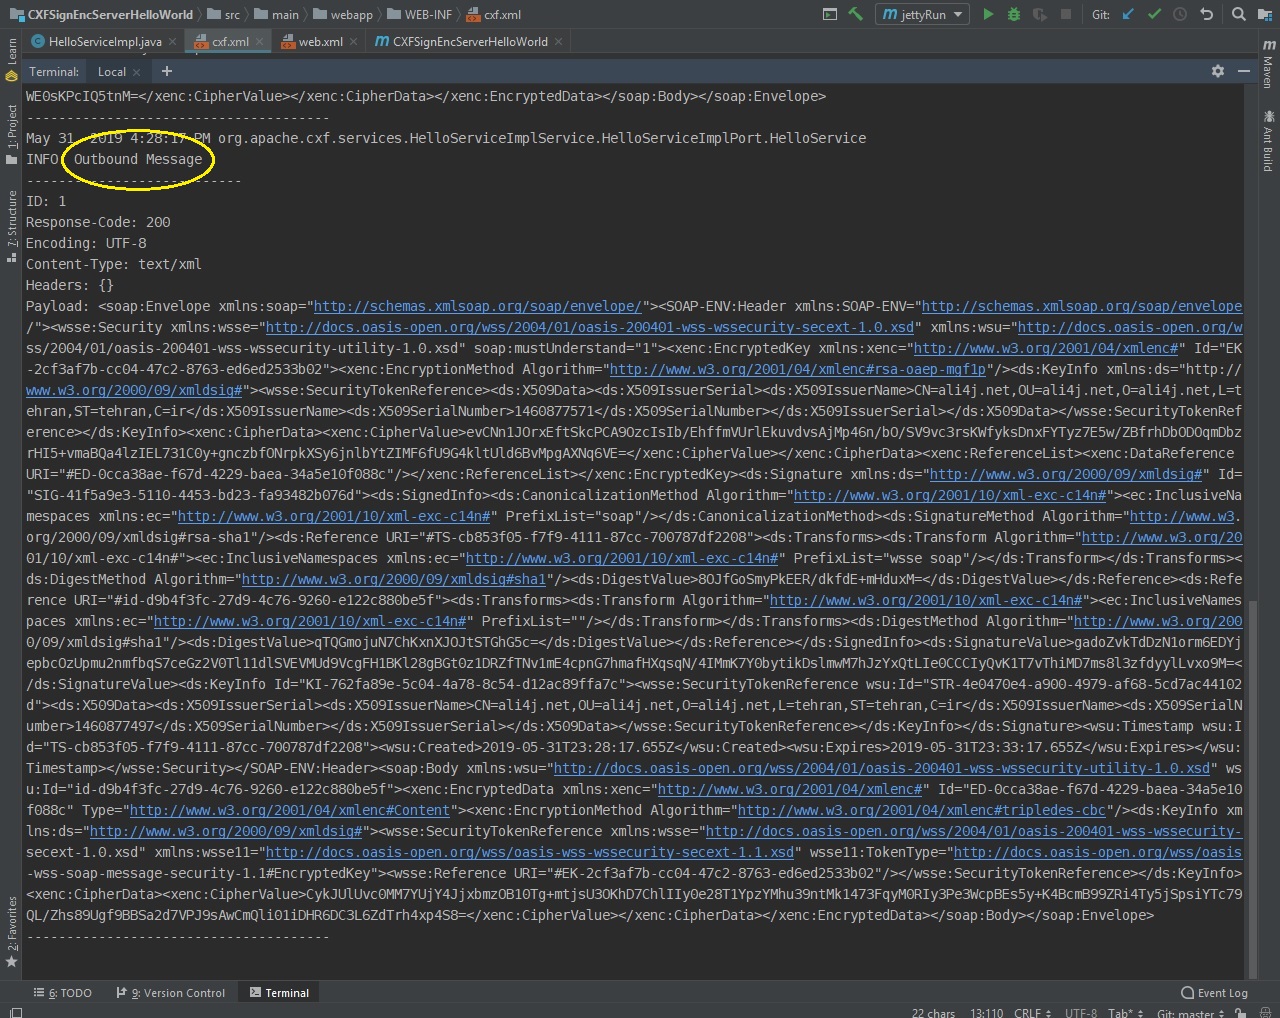 CXFSignEncServerHelloWorld src main webapp WEB-INF cxf.xml jettyRun Git:
HelloServiceImpl.java cxf.xml web.xml CXFSignEncServerHelloWorld
Terminal: Local +
WE0sKPcIQ5tnM=</xenc:CipherValue></xenc:CipherData></xenc:EncryptedData></soap:Body></soap:Envelope>
--------------------------------------
May 31, 2019 4:28:17 PM org.apache.cxf.services.HelloServiceImplService.HelloServiceImplPort.HelloService
INFO: Outbound Message
---------------------------
ID: 1
Response-Code: 200
Encoding: UTF-8
Content-Type: text/xml
Headers: {}
Payload: <soap:Envelope xmlns:soap="http://schemas.xmlsoap.org/soap/envelope/"><SOAP-ENV:Header xmlns:SOAP-ENV="http://schemas.xmlsoap.org/soap/envelope
/"><wsse:Security xmlns:wsse="http://docs.oasis-open.org/wss/2004/01/oasis-200401-wss-wssecurity-secext-1.0.xsd" xmlns:wsu="http://docs.oasis-open.org/w
ss/2004/01/oasis-200401-wss-wssecurity-utility-1.0.xsd" soap:mustUnderstand="1"><xenc:EncryptedKey xmlns:xenc="http://www.w3.org/2001/04/xmlenc#" Id="EK
-2cf3af7b-cc04-47c2-8763-ed6ed2533b02"><xenc:EncryptionMethod Algorithm="http://www.w3.org/2001/04/xmlenc#rsa-oaep-mgf1p"/><ds:KeyInfo xmlns:ds="http://
www.w3.org/2000/09/xmldsig#"><wsse:SecurityTokenReference><ds:X509Data><ds:X509IssuerSerial><ds:X509IssuerName>CN=ali4j.net,OU=ali4j.net,O=ali4j.net,L=t
ehran,ST=tehran,C=ir</ds:X509IssuerName><ds:X509SerialNumber>1460877571</ds:X509SerialNumber></ds:X509IssuerSerial></ds:X509Data></wsse:SecurityTokenRef
erence></ds:KeyInfo><xenc:CipherData><xenc:CipherValue>evCNn1JOrxEftSkcPCA9OzcIsIb/EhffmVUrlEkuvdvsAjMp46n/bO/SV9vc3rsKWfyksDnxFYTyz7E5w/ZBfrhDbODOqmDbz
rHI5+vmaBQa4lzIEL731C0y+gnczbfONrpkXSy6jnlbYtZIMF6fU9G4kltUld6BvMpgAXNq6VE=</xenc:CipherValue></xenc:CipherData><xenc:ReferenceList><xenc:DataReference
URI="#ED-0cca38ae-f67d-4229-baea-34a5e10f088c"/></xenc:ReferenceList></xenc:EncryptedKey><ds:Signature xmlns:ds="http://www.w3.org/2000/09/xmldsig#" Id=
"SIG-41f5a9e3-5110-4453-bd23-fa93482b076d"><ds:SignedInfo><ds:CanonicalizationMethod Algorithm="http://www.w3.org/2001/10/xml-exc-c14n#"><ec:InclusiveNa
mespaces xmlns:ec="http://www.w3.org/2001/10/xml-exc-c14n#" PrefixList="soap"/></ds:CanonicalizationMethod><ds:SignatureMethod Algorithm="http://www.w3.
org/2000/09/xmldsig#rsa-sha1"/><ds:Reference URI="#TS-cb853f05-f7f9-4111-87cc-700787df2208"><ds:Transforms><ds:Transform Algorithm="http://www.w3.org/20
01/10/xml-exc-c14n#"><ec:InclusiveNamespaces xmlns:ec="http://www.w3.org/2001/10/xml-exc-c14n#" PrefixList="wsse soap"/></ds:Transform></ds:Transforms><
ds:DigestMethod Algorithm="http://www.w3.org/2000/09/xmldsig#sha1"/><ds:DigestValue>8OJfGoSmyPkEER/dkfdE+mHduxM=</ds:DigestValue></ds:Reference><ds:Refe
rence URI="#id-d9b4f3fc-27d9-4c76-9260-e122c880be5f"><ds:Transforms><ds:Transform Algorithm="http://www.w3.org/2001/10/xml-exc-c14n#"><ec:InclusiveNames
paces xmlns:ec="http://www.w3.org/2001/10/xml-exc-c14n#" PrefixList=""/></ds:Transform></ds:Transforms><ds:DigestMethod Algorithm="http://www.w3.org/200
0/09/xmldsig#sha1"/><ds:DigestValue>qTQGmojuN7ChKxnXJOJtSTGhG5c=</ds:DigestValue></ds:Reference></ds:SignedInfo><ds:SignatureValue>gadoZvkTdDzN1orm6EDYj
epbcOzUpmu2nmfbqS7ceGz2V0Tl11dlSVEVMUd9VcgFH1BKl28gBGt0z1DRZfTNv1mE4cpnG7hmafHXqsqN/4IMmK7Y0bytikDslmwM7hJzYxQtLIe0CCCIyQvK1T7vThiMD7ms8l3zfdyylLvxo9M=<
/ds:SignatureValue><ds:KeyInfo Id="KI-762fa89e-5c04-4a78-8c54-d12ac89ffa7c"><wsse:SecurityTokenReference wsu:Id="STR-4e0470e4-a900-4979-af68-5cd7ac44102
d"><ds:X509Data><ds:X509IssuerSerial><ds:X509IssuerName>CN=ali4j.net,OU=ali4j.net,O=ali4j.net,L=tehran,ST=tehran,C=ir</ds:X509IssuerName><ds:X509SerialN
umber>1460877497</ds:X509SerialNumber></ds:X509IssuerSerial></ds:X509Data></wsse:SecurityTokenReference></ds:KeyInfo></ds:Signature><wsu:Timestamp wsu:I
d="TS-cb853f05-f7f9-4111-87cc-700787df2208"><wsu:Created>2019-05-31T23:28:17.655Z</wsu:Created><wsu:Expires>2019-05-31T23:33:17.655Z</wsu:Expires></wsu:
Timestamp></wsse:Security></SOAP-ENV:Header><soap:Body xmlns:wsu="http://docs.oasis-open.org/wss/2004/01/oasis-200401-wss-wssecurity-utility-1.0.xsd" ws
u:Id="id-d9b4f3fc-27d9-4c76-9260-e122c880be5f"><xenc:EncryptedData xmlns:xenc="http://www.w3.org/2001/04/xmlenc#" Id="ED-0cca38ae-f67d-4229-baea-34a5e10
f088c" Type="http://www.w3.org/2001/04/xmlenc#Content"><xenc:EncryptionMethod Algorithm="http://www.w3.org/2001/04/xmlenc#tripledes-cbc"/><ds:KeyInfo xm
lns:ds="http://www.w3.org/2000/09/xmldsig#"><wsse:SecurityTokenReference xmlns:wsse="http://docs.oasis-open.org/wss/2004/01/oasis-200401-wss-wssecurity-
secext-1.0.xsd" xmlns:wsse11="http://docs.oasis-open.org/wss/oasis-wss-wssecurity-secext-1.1.xsd" wsse11:TokenType="http://docs.oasis-open.org/wss/oasis
-wss-soap-message-security-1.1#EncryptedKey"><wsse:Reference URI="#EK-2cf3af7b-cc04-47c2-8763-ed6ed2533b02"/></wsse:SecurityTokenReference></ds:KeyInfo>
<xenc:CipherData><xenc:CipherValue>CykJUlUvc0MM7YUjY4JjxbmzOB10Tg+mtjsU3OKhD7ChlIIy0e28T1YpzYMhu39ntMk1473FqyM0RIy3Pe3WcpBEs5y+K4BcmB99ZRi4Ty5jSpsiYTc79
QL/Zhs89Ugf9BBSa2d7VPJ9sAwCmQli01iDHR6DC3L6ZdTrh4xp4S8=</xenc:CipherValue></xenc:CipherData></xenc:EncryptedData></soap:Body></soap:Envelope>
--------------------------------------
Learn
1: Project
7: Structure
2: Favorites
Maven
Ant Build
6: TODO 9: Version Control Terminal Event Log
22 chars 13:110 CRLF UTF-8 Tab* Git: master